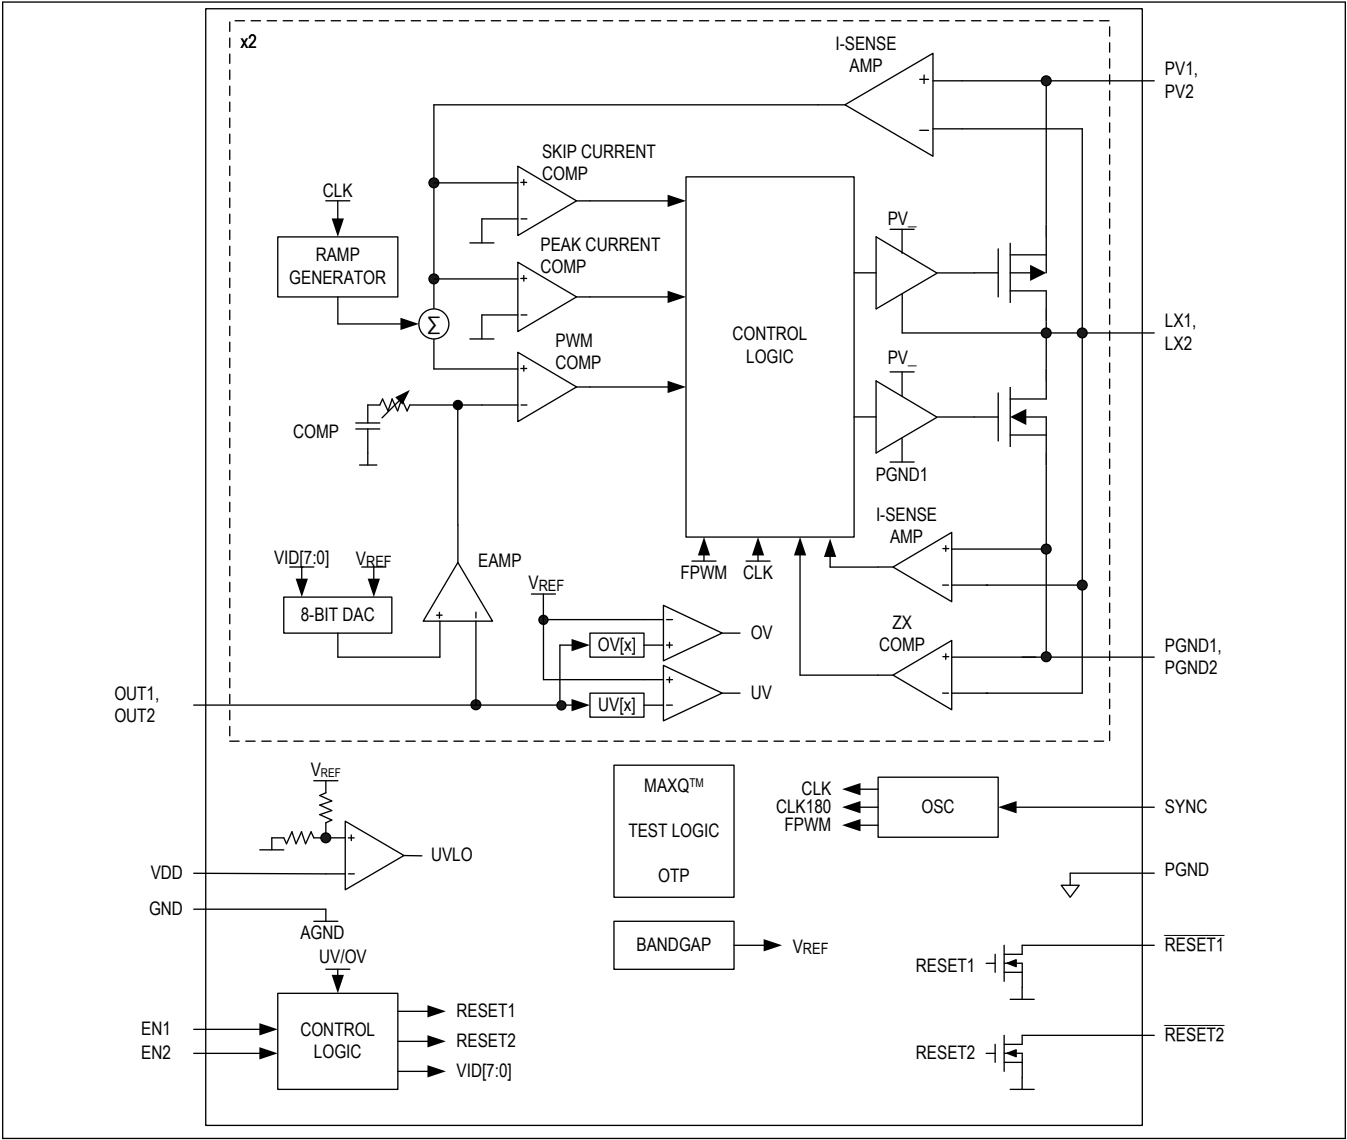 x2
I-SENSE
AMP
+
−
PV1,
PV2
SKIP CURRENT
COMP
+
−
CLK
RAMP
GENERATOR
PEAK CURRENT
COMP
+
−
Σ
PWM
COMP
+
−
COMP
CONTROL
LOGIC
PV_
LX1,
LX2
PV_
PGND1
I-SENSE
AMP
+
−
FPWM
CLK
VID[7:0]
VREF
8-BIT DAC
EAMP
+
−
VREF
−
+
OV[x]
OV
+
−
UV[x]
UV
ZX
COMP
+
−
PGND1,
PGND2
OUT1,
OUT2
VREF
+
−
UVLO
VDD
GND
AGND
MAXQ™
TEST LOGIC
OTP
CLK
CLK180
FPWM
OSC
SYNC
PGND
BANDGAP
VREF
RESET1
RESET1
UV/OV
EN1
EN2
CONTROL
LOGIC
RESET1
RESET2
VID[7:0]
RESET2
RESET2